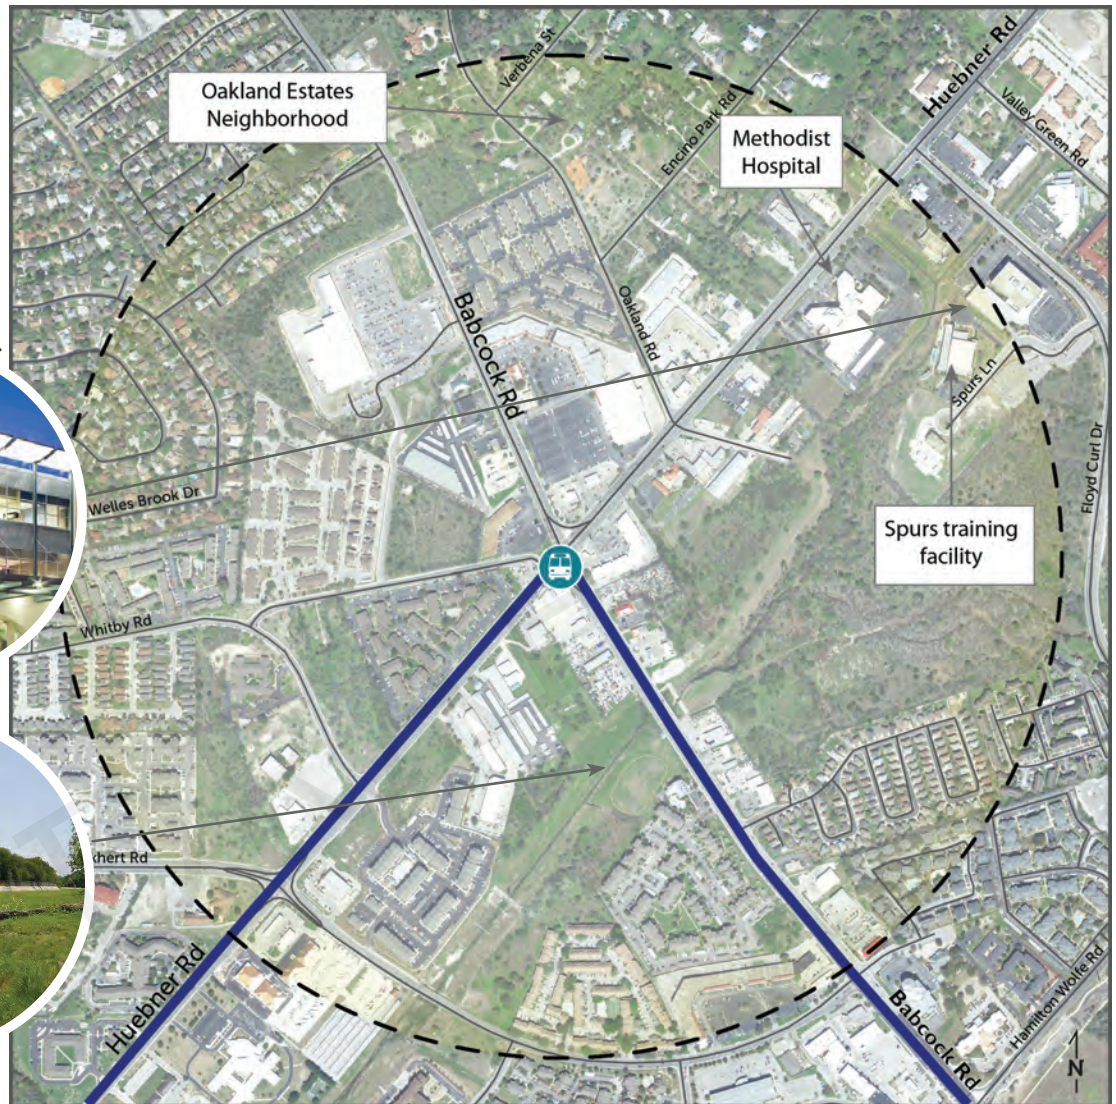 Oakland Estates
Neighborhood
Verbena St
Encino Park Rd
Huebner Rd
Valley Green Rd
Methodist
Hospital
Babcock Rd
Oakland Rd
Spurs Ln
Floyd Curl Dr
Welles Brook Dr
Spurs training
facility
Whitby Rd
khert Rd
Huebner Rd
Babcock Rd
Hamilton Wolfe Rd
N